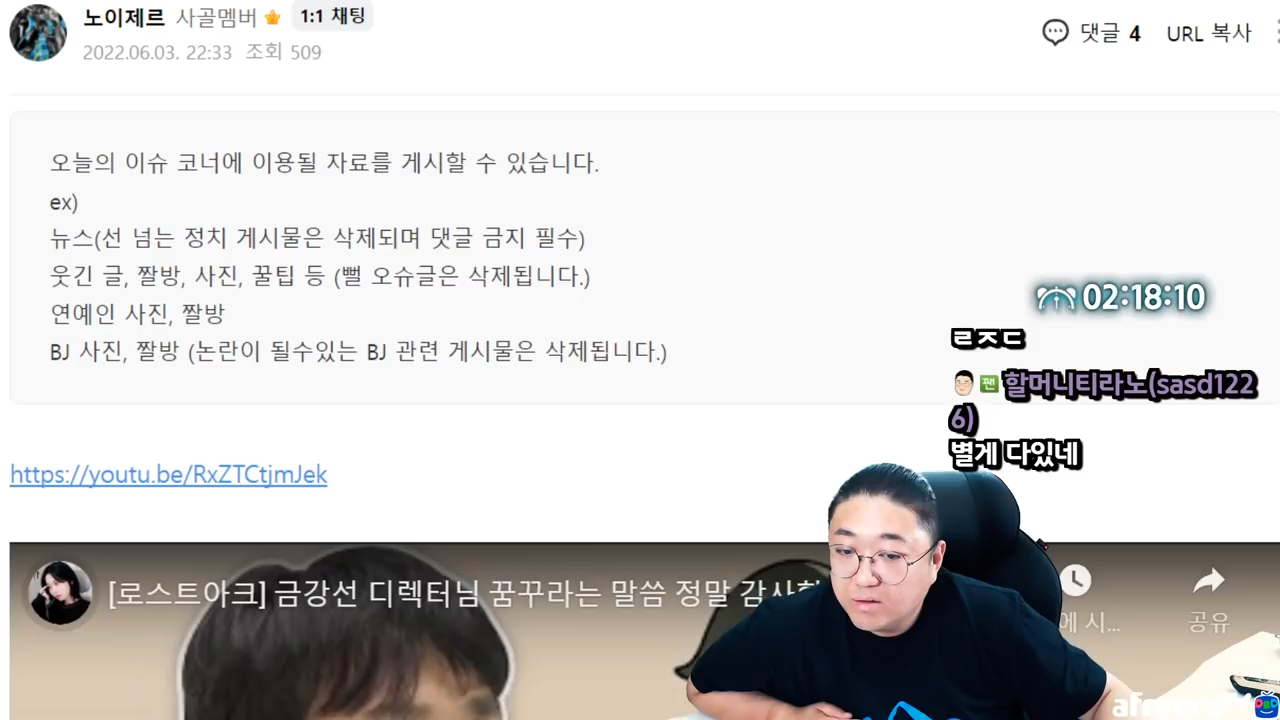 노이제르 사골멤버 1:1 채팅
2022.06.03. 22:33 조회 509
댓글 4 URL 복사
오늘의 이슈 코너에 이용될 자료를 게시할 수 있습니다.
ex)
뉴스(선 넘는 정치 게시물은 삭제되며 댓글 금지 필수)
웃긴 글, 짤방, 사진, 꿀팁 등 (뻘 오슈글은 삭제됩니다.)
연예인 사진, 짤방
BJ 사진, 짤방 (논란이 될수있는 BJ 관련 게시물은 삭제됩니다.)
02:18:10
ㄹㅈㄷ
팬 할머니티라노(sasd122
6)
별게 다있네
https://youtu.be/RxZTCtjmJek
[로스트아크] 금강선 디렉터님 꿈꾸라는 말씀 정말
에 시...
공유